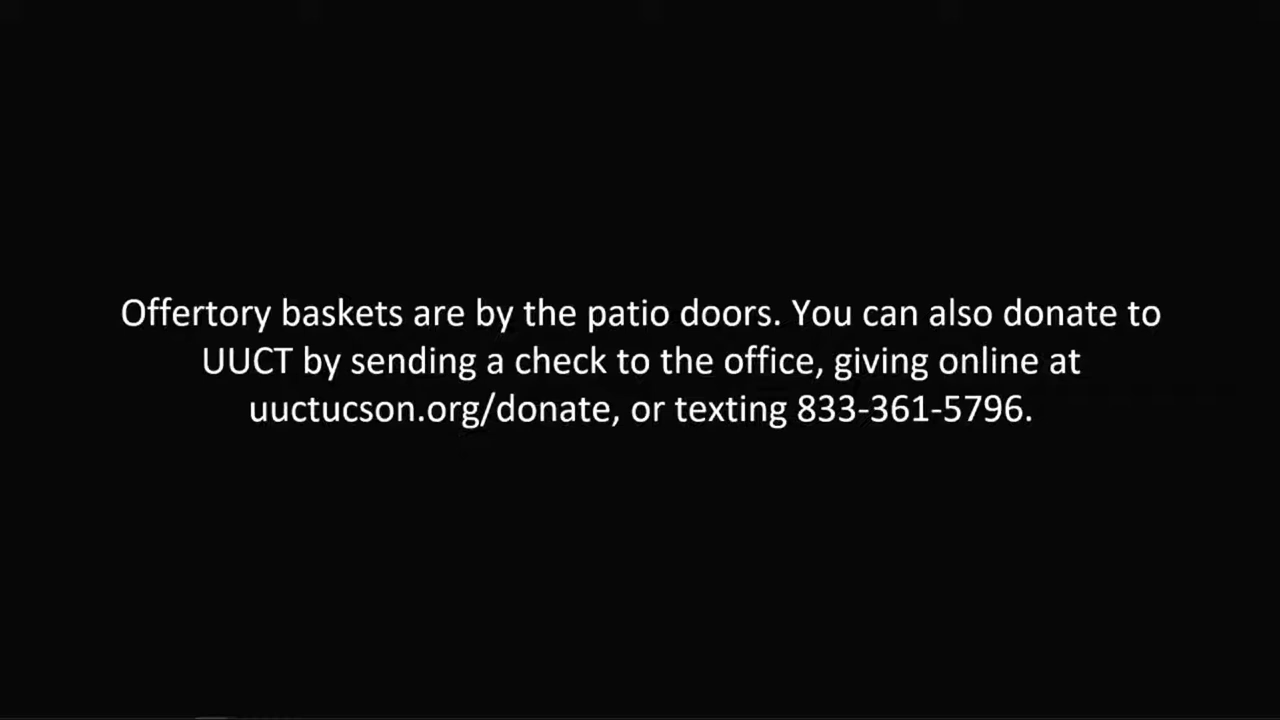 Offertory baskets are by the patio doors. You can also donate to
UUCT by sending a check to the office, giving online at
uuctucson.org/donate, or texting 833-361-5796.